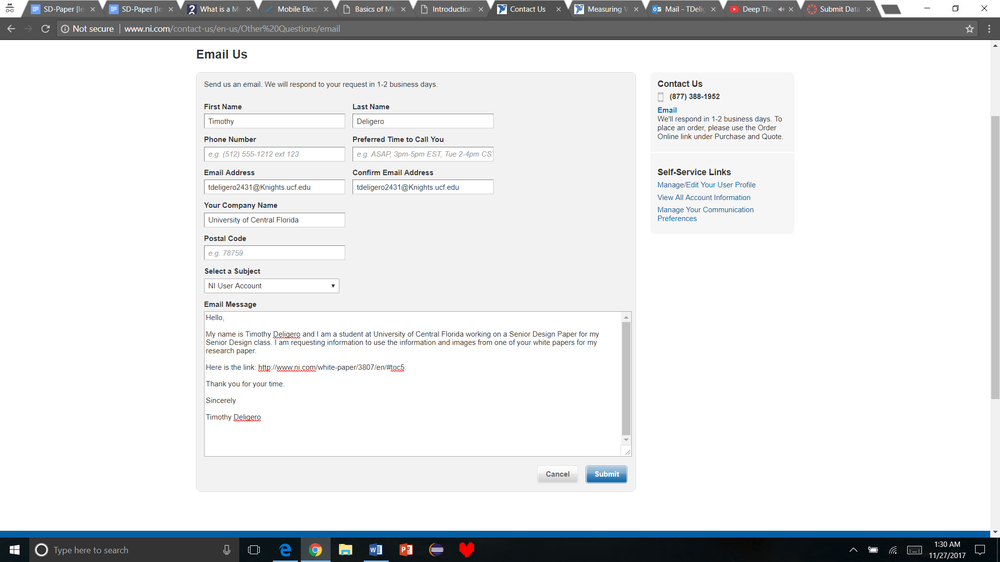 SD-Paper [le
SD-Paper [le
What is a Mi
Mobile Elect
Basics of Mic
Introduction
Contact Us
Measuring V
Mail - TDelig
Deep Tho
Submit Data
Not secure
www.ni.com/contact-us/en-us/Other%20Questions/email
Email Us
Send us an email. We will respond to your request in 1-2 business days.
First Name
Last Name
Timothy
Deligero
Phone Number
Preferred Time to Call You
e.g. (512) 555-1212 ext 123
e.g. ASAP, 3pm-5pm EST, Tue 2-4pm CST
Email Address
Confirm Email Address
tdeligero2431@Knights.ucf.edu
tdeligero2431@Knights.ucf.edu
Your Company Name
University of Central Florida
Postal Code
e.g. 78759
Select a Subject
NI User Account
Email Message
Hello,
My name is Timothy Deligero and I am a student at University of Central Florida working on a Senior Design Paper for my
Senior Design class. I am requesting information to use the information and images from one of your white papers for my
research paper.
Here is the link: http://www.ni.com/white-paper/3807/en/#toc5.
Thank you for your time.
Sincerely
Timothy Deligero
Cancel
Submit
Contact Us
(877) 388-1952
Email
We'll respond in 1-2 business days. To
place an order, please use the Order
Online link under Purchase and Quote.
Self-Service Links
Manage/Edit Your User Profile
View All Account Information
Manage Your Communication
Preferences
Type here to search
1:30 AM
11/27/2017